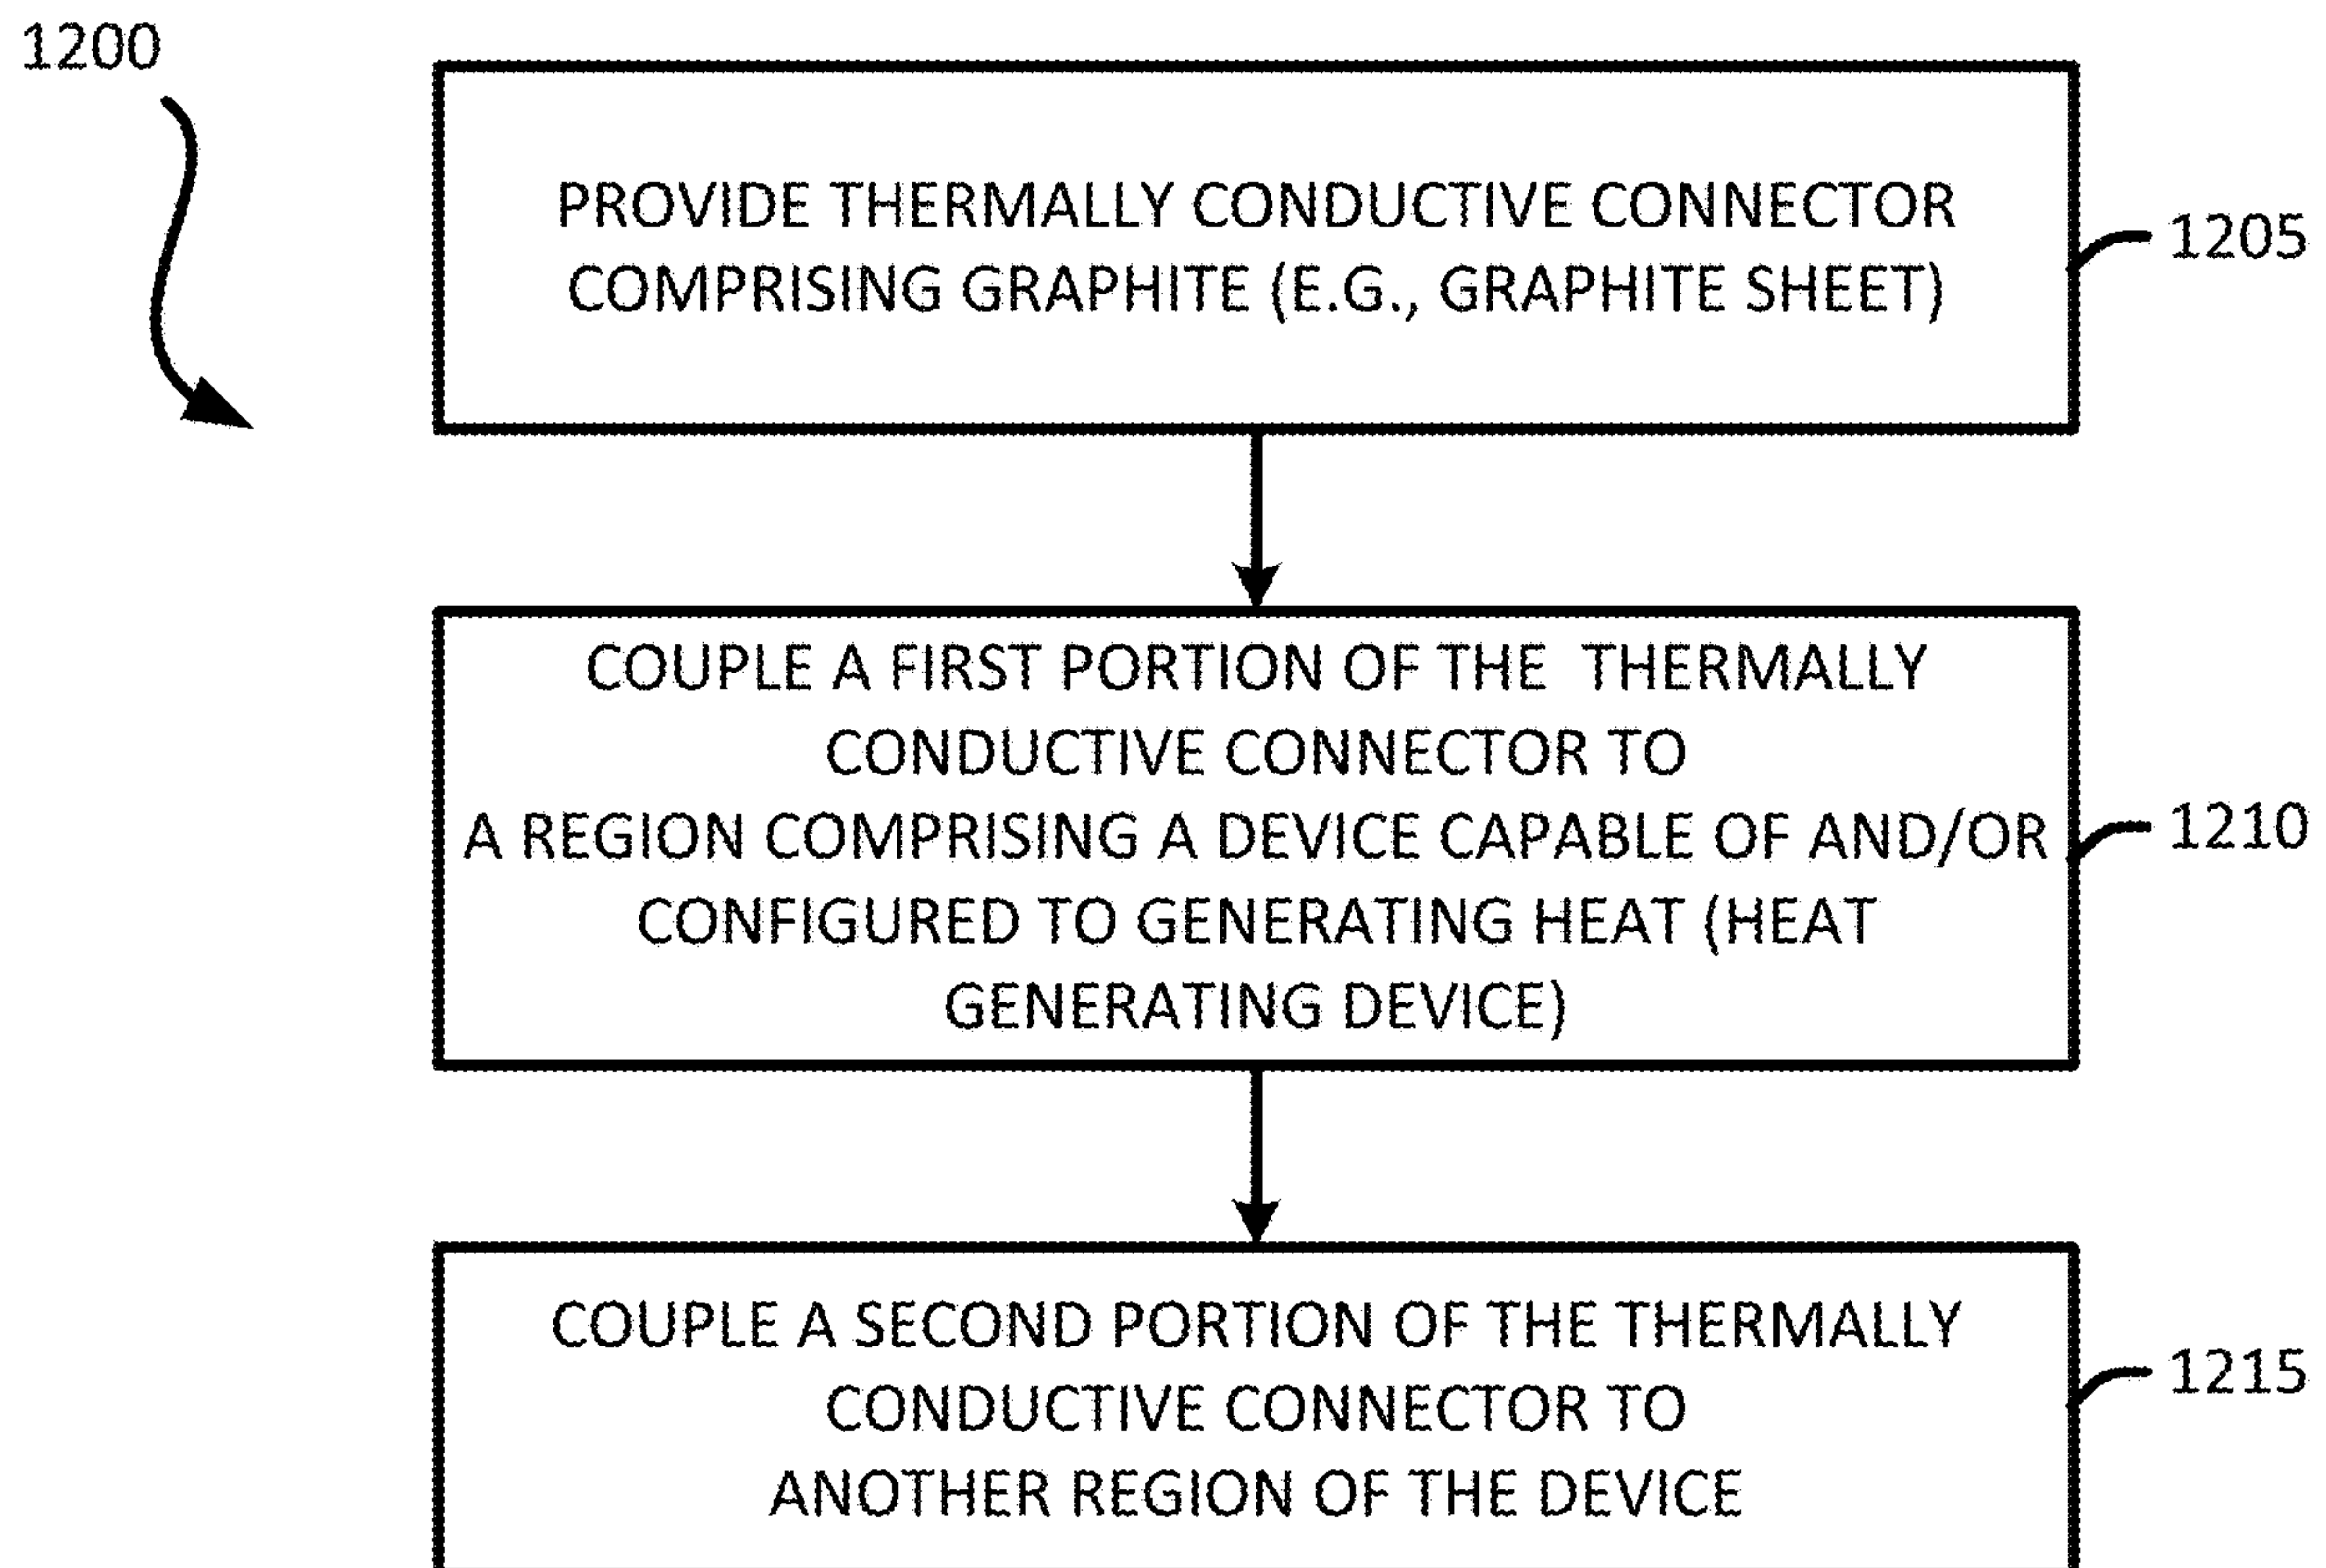 1200
PROVIDE THERMALLY CONDUCTIVE CONNECTOR
COMPRISING GRAPHITE (E.G., GRAPHITE SHEET)
1205
COUPLE A FIRST PORTION OF THE THERMALLY
CONDUCTIVE CONNECTOR TO
A REGION COMPRISING A DEVICE CAPABLE OF AND/OR
CONFIGURED TO GENERATING HEAT (HEAT
GENERATING DEVICE)
1210
COUPLE A SECOND PORTION OF THE THERMALLY
CONDUCTIVE CONNECTOR TO
ANOTHER REGION OF THE DEVICE
1215